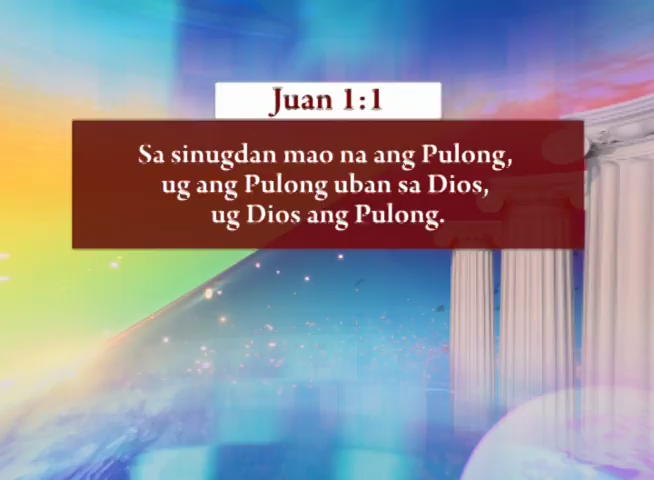 Juan 1:1
Sa sinugdan mao na ang Pulong,
ug ang Pulong uban sa Dios,
ug Dios ang Pulong.